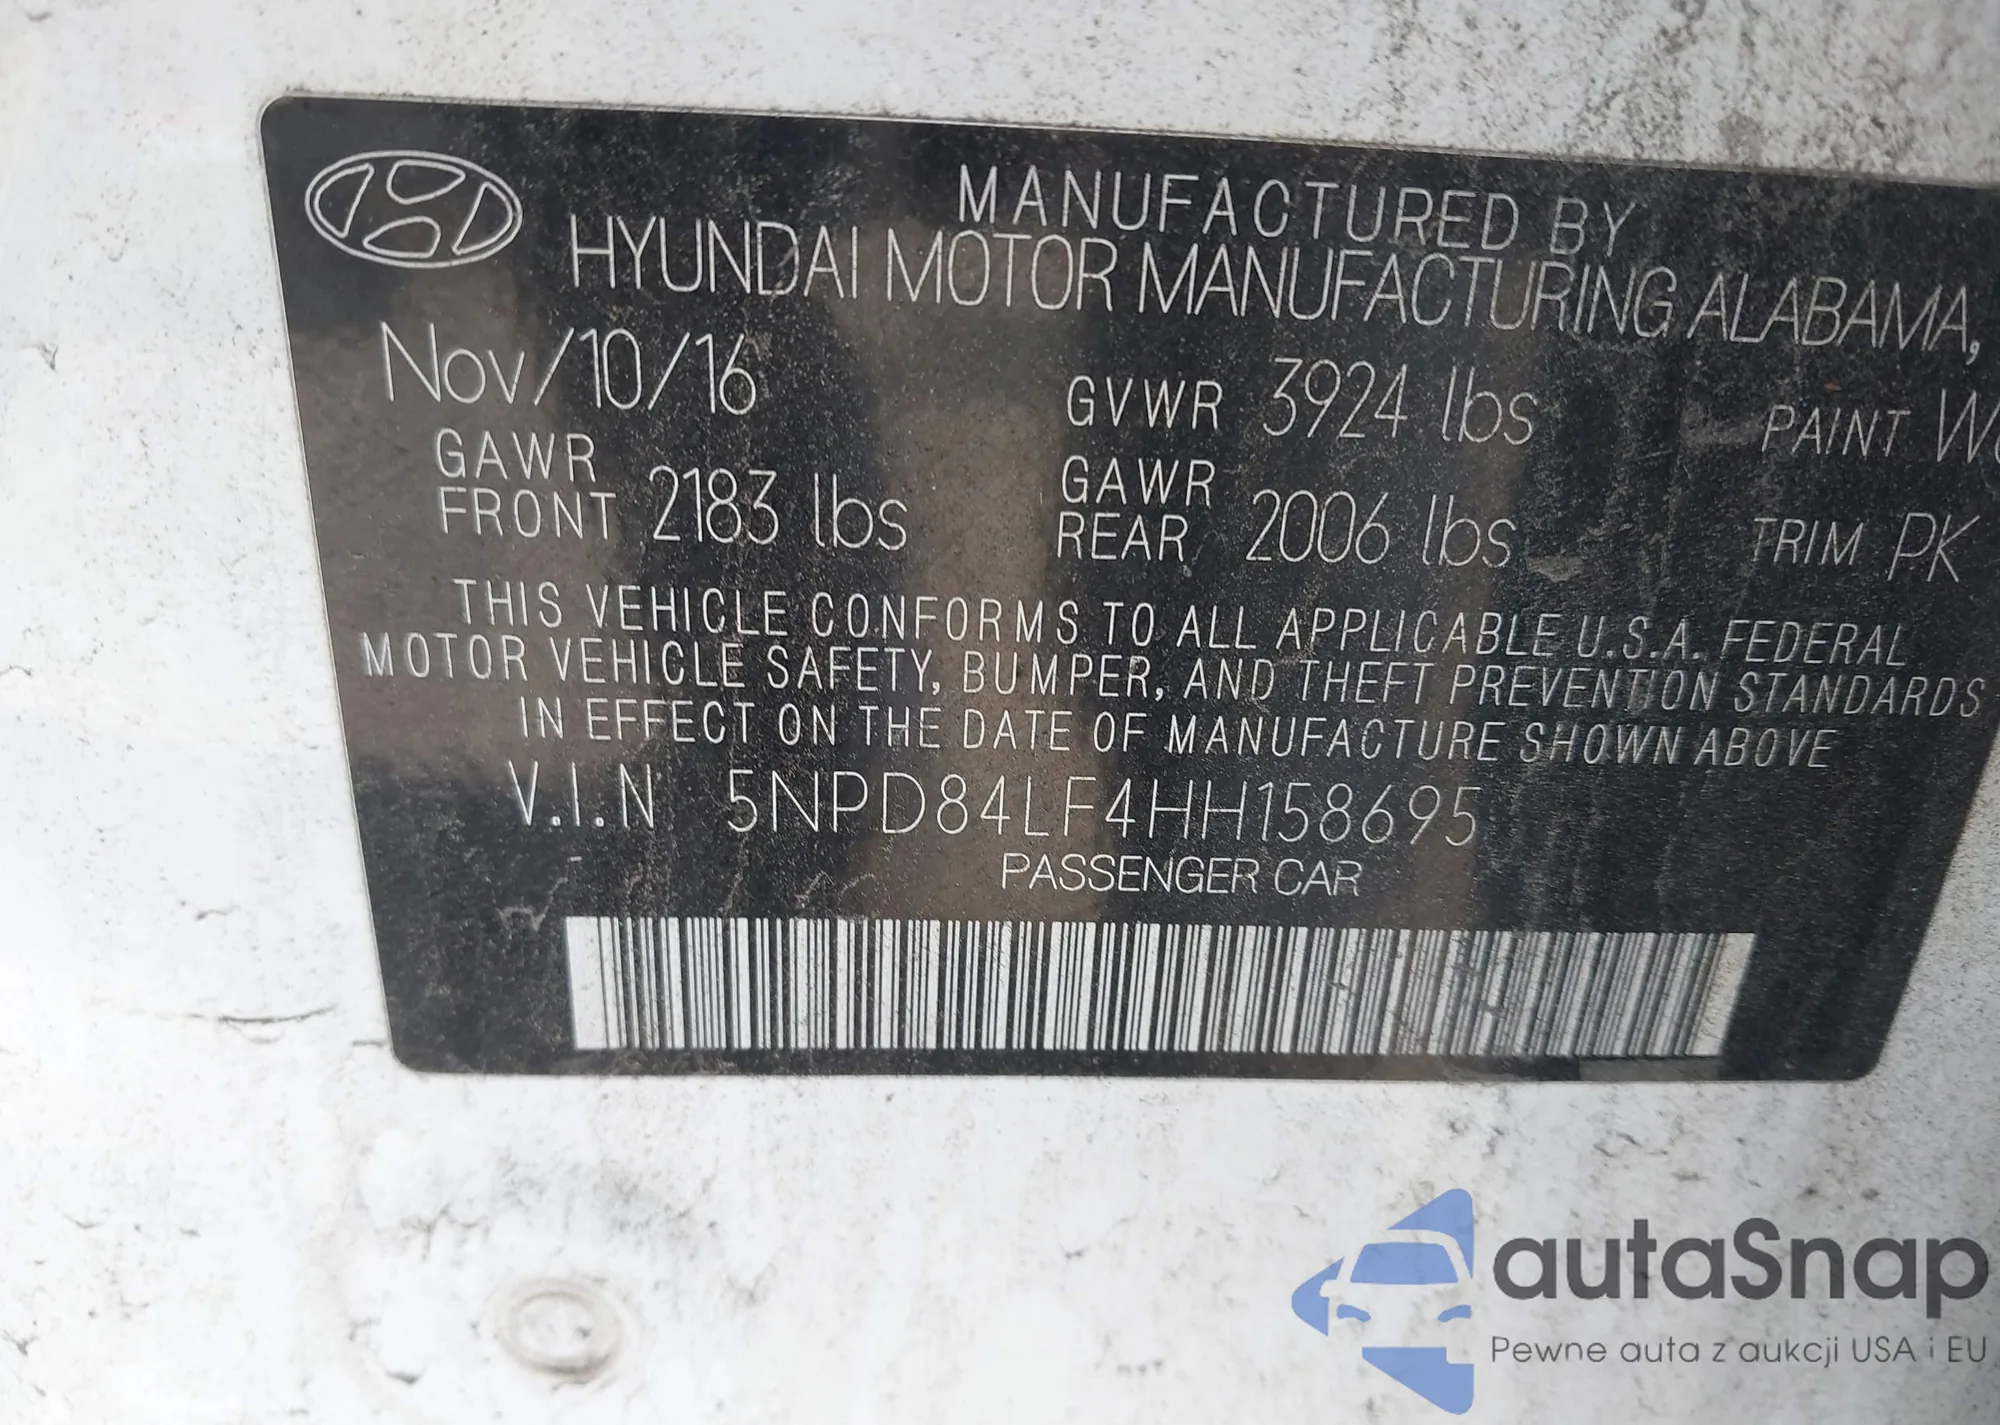 MANUFACTURED BY
HYUNDAI MOTOR MANUFACTURING ALABAMA,
Nov/10/16
GVWR 3924 lbs
PAINT
GAWR
FRONT 2183 lbs
GAWR
REAR 2006 lbs
TRIM PK
THIS VEHICLE CONFORMS TO ALL APPLICABLE U.S.A. FEDERAL
MOTOR VEHICLE SAFETY, BUMPER, AND THEFT PREVENTION STANDARDS
IN EFFECT ON THE DATE OF MANUFACTURE SHOWN ABOVE
V.I.N 5NPD84LF4HH158695
PASSENGER CAR
autaSnap
Pewne auta z aukcji USA i EU